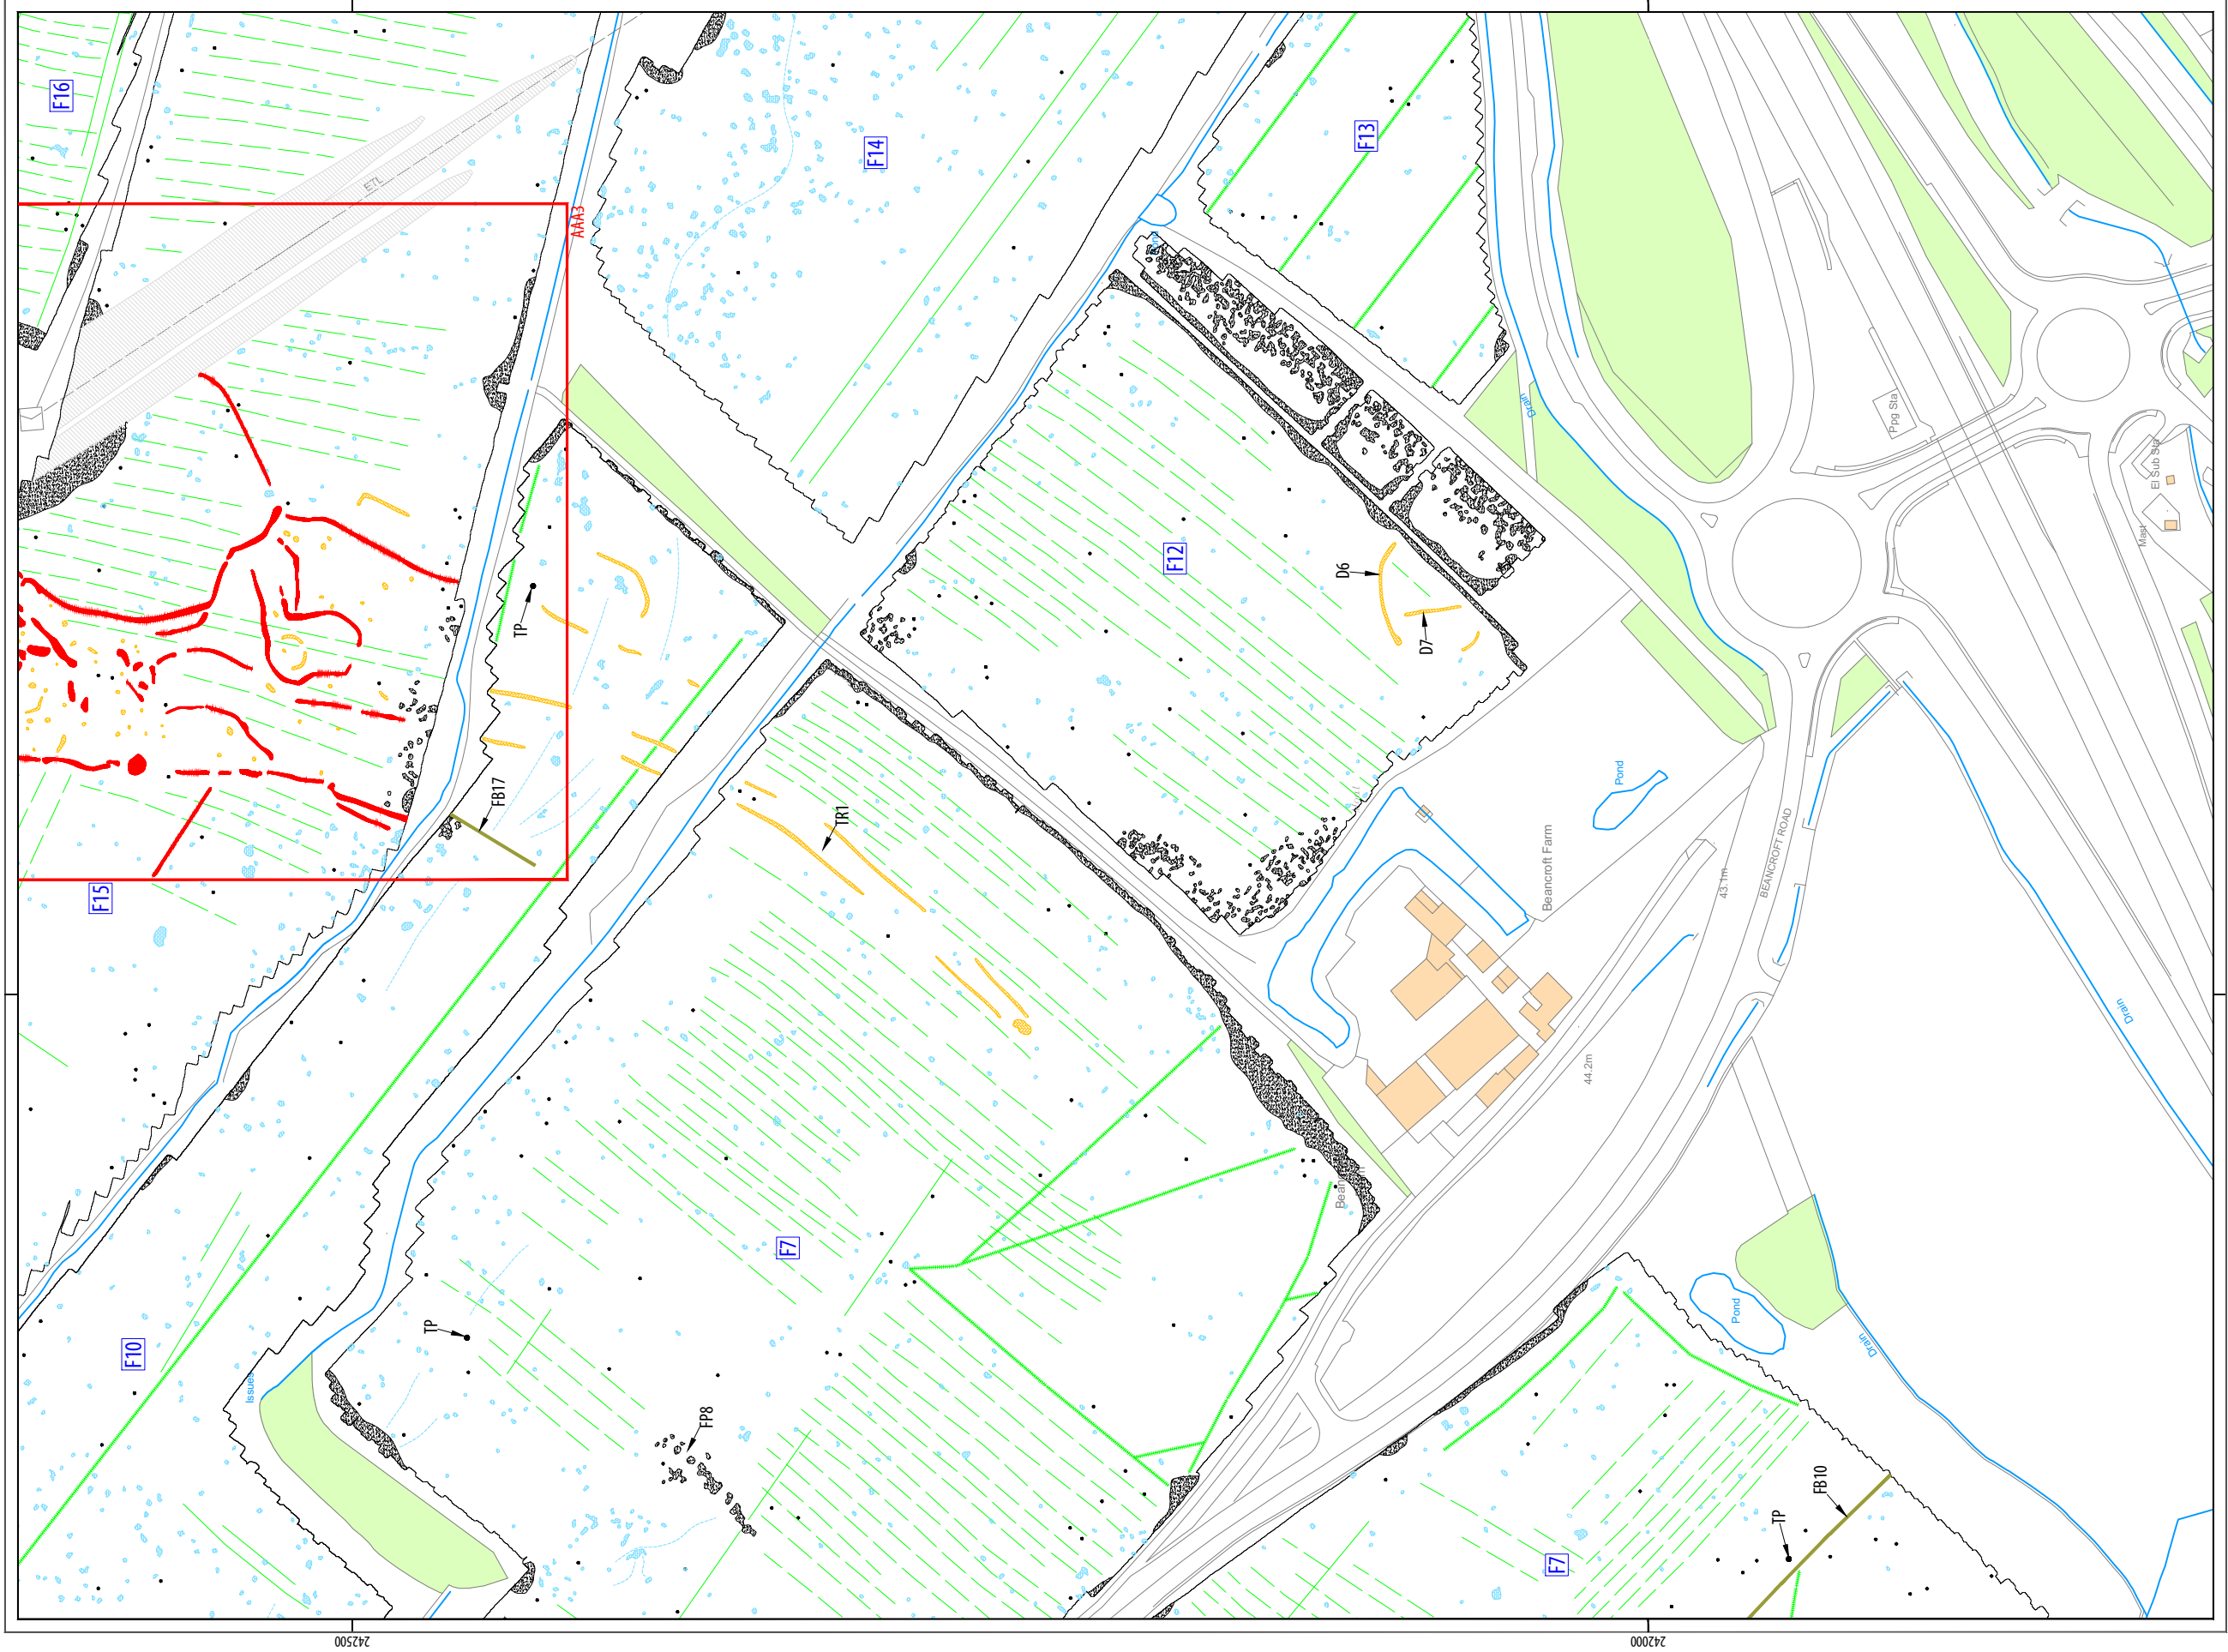 F16
ETL
AAA3
F14
F13
Pond
Drain
Ppg Sta
El Sub Sta
Mast
F12
D6
D7
TP
FB17
F15
TR1
Pond
Beancroft Farm
BEANCROFT ROAD
43.1m
44.2m
Drain
F10
Issues
TP
F7
FP8
Pond
Drain
F7
TP
FB10
242500
242000